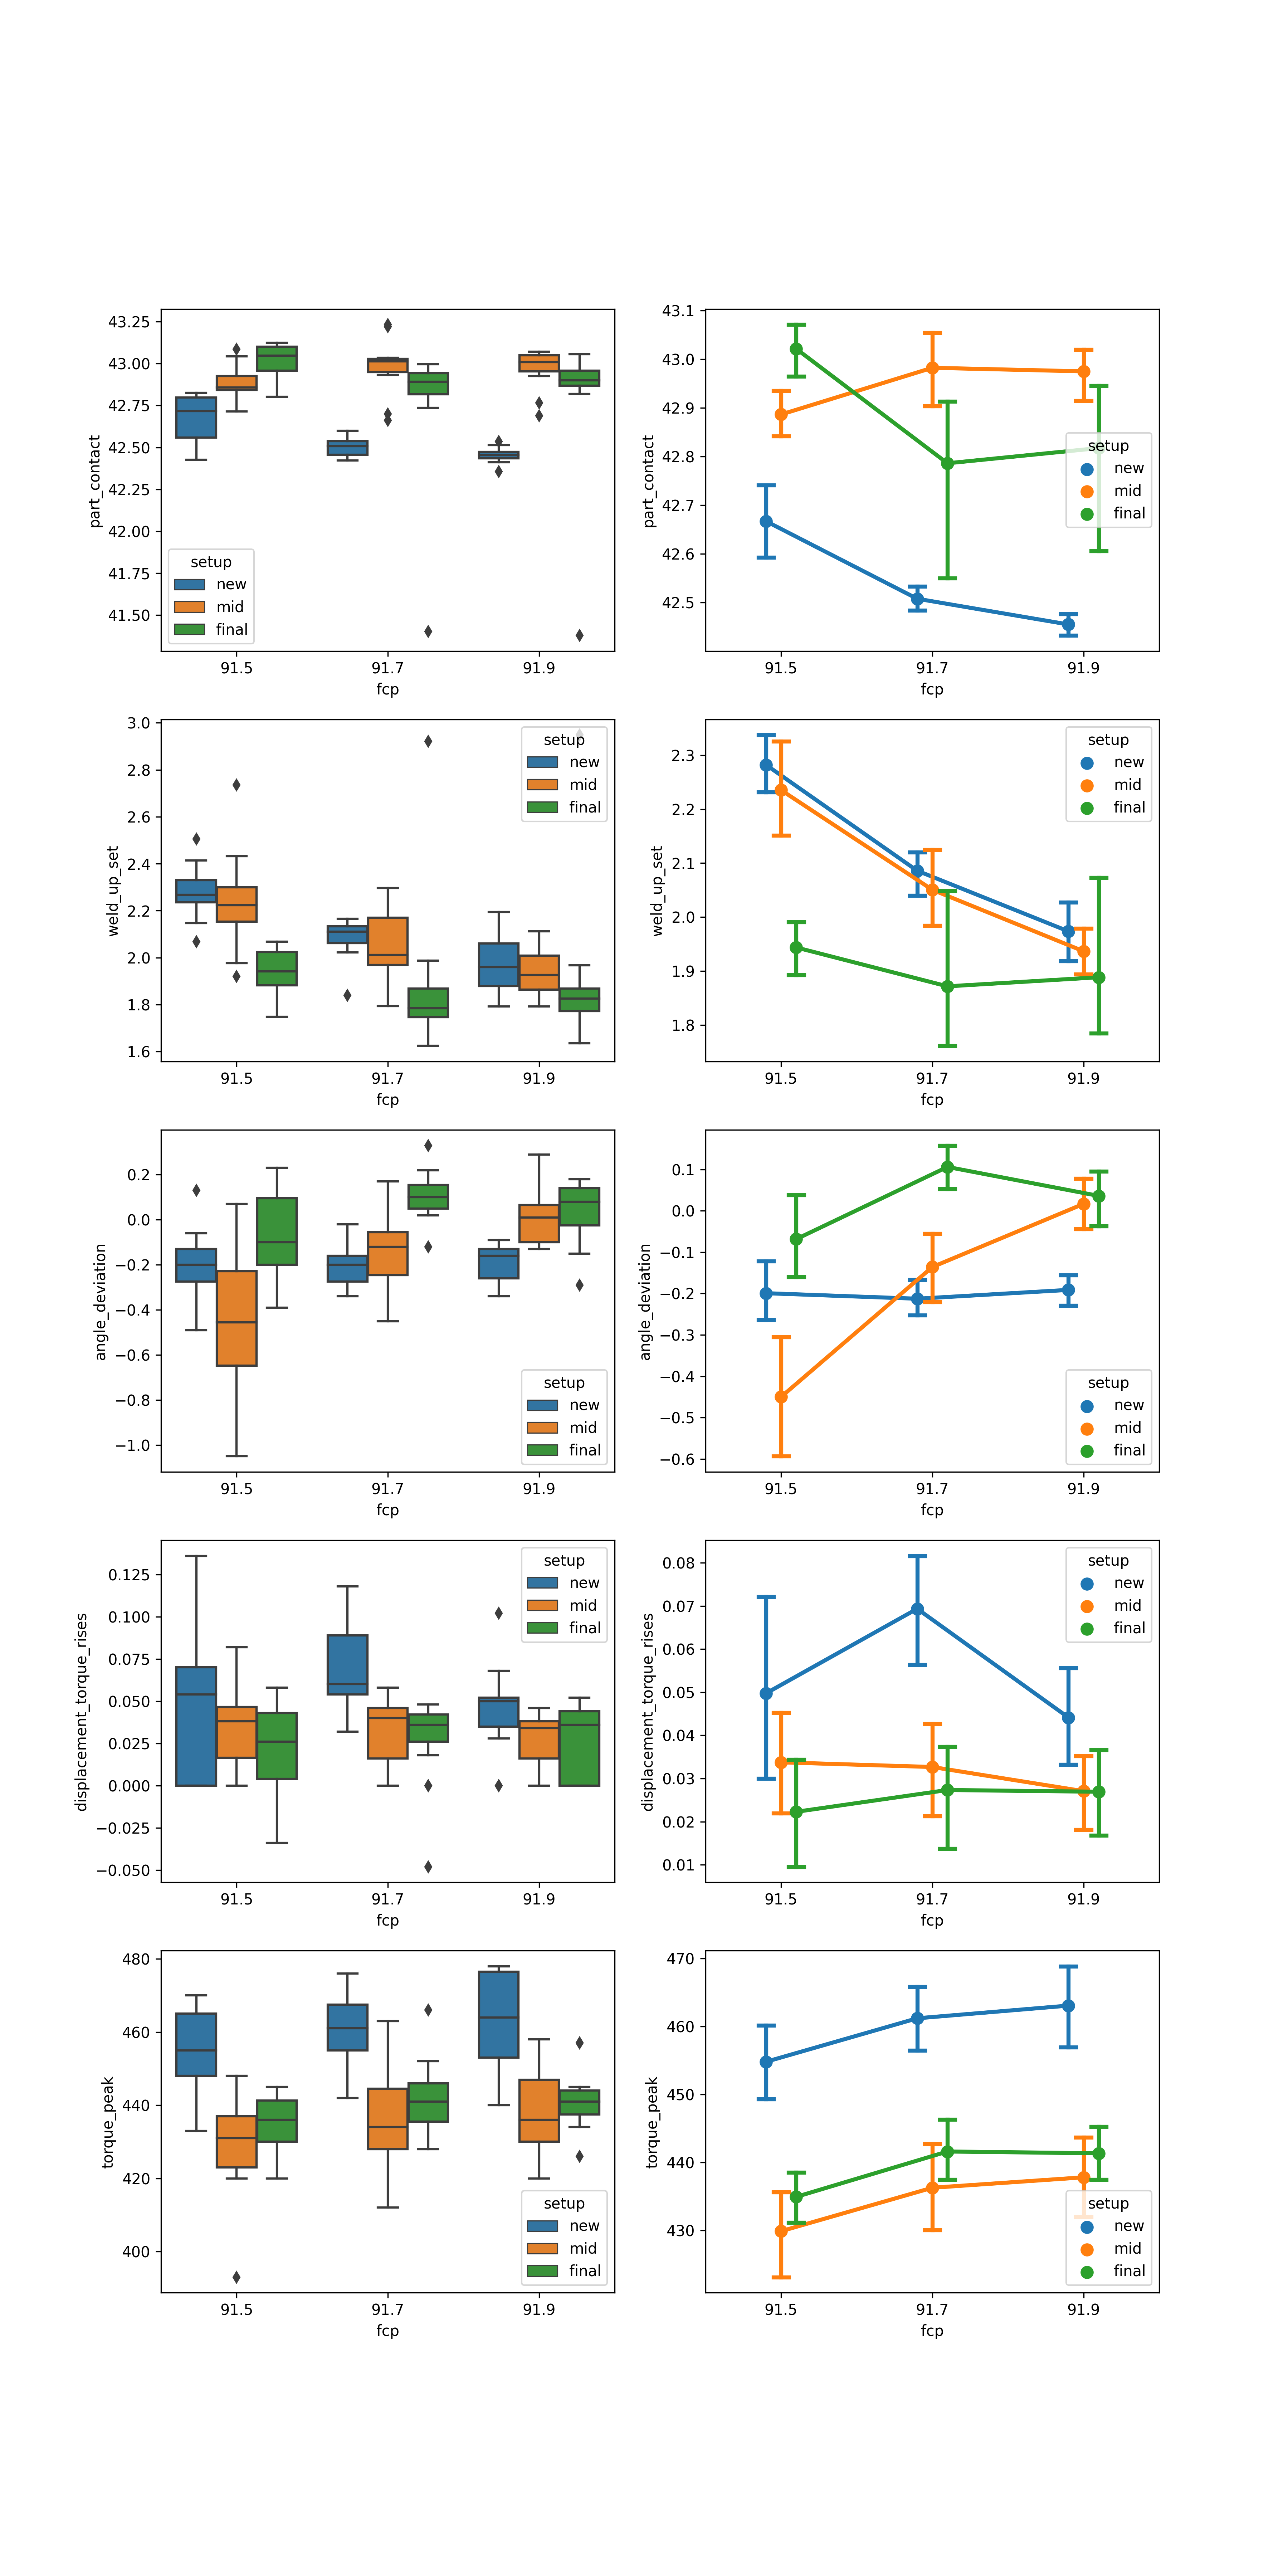 43.25
43.00
42.75
42.50
42.25
42.00
41.75
41.50
part_contact
setup
new
mid
final
91.5 91.7 91.9
fcp
43.1
43.0
42.9
42.8
42.7
42.6
42.5
part_contact
setup
new
mid
final
91.5 91.7 91.9
fcp
3.0
2.8
2.6
2.4
2.2
2.0
1.8
1.6
weld_up_set
setup
new
mid
final
91.5 91.7 91.9
fcp
2.3
2.2
2.1
2.0
1.9
1.8
weld_up_set
setup
new
mid
final
91.5 91.7 91.9
fcp
0.2
0.0
−0.2
−0.4
−0.6
−0.8
−1.0
angle_deviation
setup
new
mid
final
91.5 91.7 91.9
fcp
0.1
0.0
−0.1
−0.2
−0.3
−0.4
−0.5
−0.6
angle_deviation
setup
new
mid
final
91.5 91.7 91.9
fcp
0.125
0.100
0.075
0.050
0.025
0.000
−0.025
−0.050
displacement_torque_rises
setup
new
mid
final
91.5 91.7 91.9
fcp
0.08
0.07
0.06
0.05
0.04
0.03
0.02
0.01
displacement_torque_rises
setup
new
mid
final
91.5 91.7 91.9
fcp
480
460
440
420
400
torque_peak
setup
new
mid
final
91.5 91.7 91.9
fcp
470
460
450
440
430
torque_peak
setup
new
mid
final
91.5 91.7 91.9
fcp